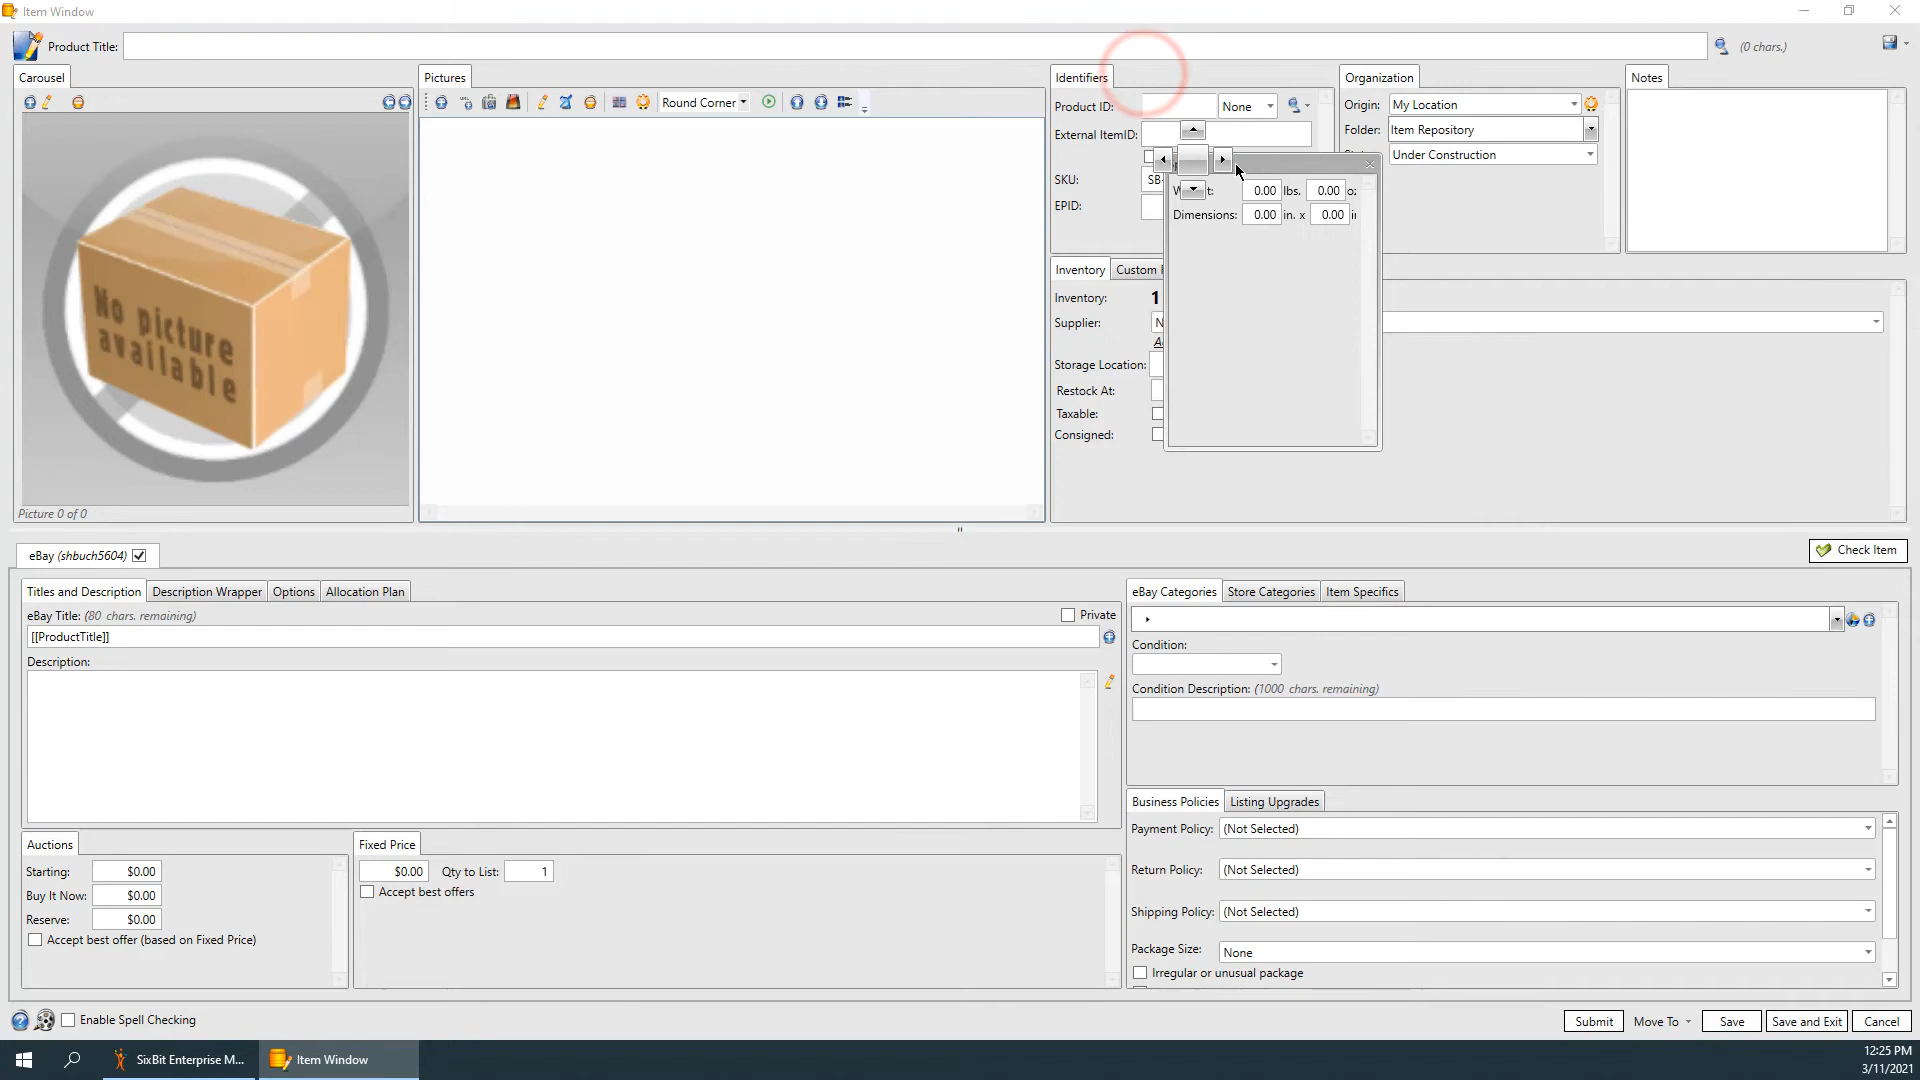 Item Window
Product Title:
(0 chars.)
Carousel
Pictures
Identifiers
Organization
Notes
Round Corner
Product ID:
None
Origin:
My Location
External ItemID:
Folder:
Item Repository
Under Construction
SKU:
SB-
EPID:
0.00 lbs.
0.00
Dimensions:
0.00 in. x
0.00
Inventory
Custom
Inventory:
1
Supplier:
Storage Location:
Restock At:
Taxable:
Consigned:
No picture
available
Picture 0 of 0
eBay (shbuch5604)
Check Item
Titles and Description
Description Wrapper
Options
Allocation Plan
eBay Title: (80 chars. remaining)
Private
[[ProductTitle]]
Description:
eBay Categories
Store Categories
Item Specifics
Condition:
Condition Description: (1000 chars. remaining)
Auctions
Starting:
$0.00
Buy It Now:
$0.00
Reserve:
$0.00
Accept best offer (based on Fixed Price)
Fixed Price
$0.00
Qty to List:
1
Accept best offers
Business Policies
Listing Upgrades
Payment Policy:
(Not Selected)
Return Policy:
(Not Selected)
Shipping Policy:
(Not Selected)
Package Size:
None
Irregular or unusual package
Enable Spell Checking
Submit
Move To
Save
Save and Exit
Cancel
SixBit Enterprise M...
Item Window
12:25 PM
3/11/2021